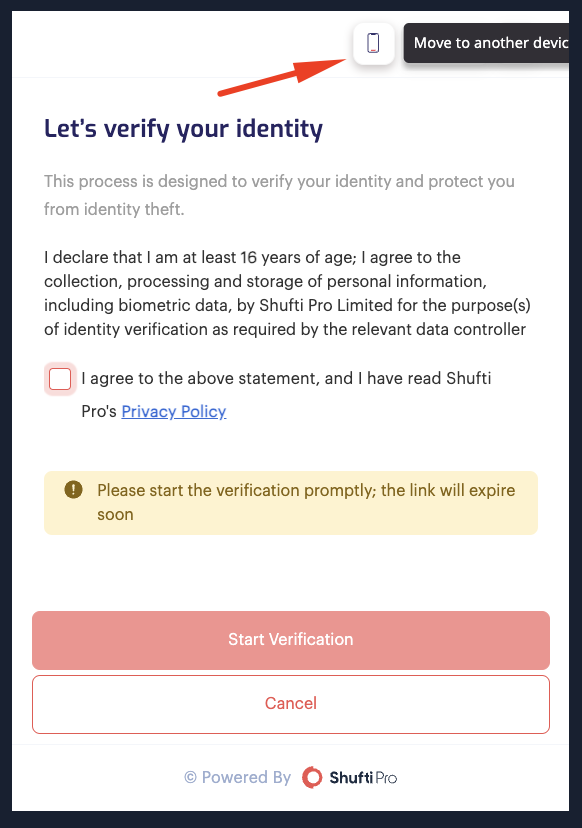 Move to another devic
Let's verify your identity
This process is designed to verify your identity and protect you
from identity theft.
I declare that I am at least 16 years of age; I agree to the
collection, processing and storage of personal information,
including biometric data, by Shufti Pro Limited for the purpose(s)
of identity verification as required by the relevant data controller
I agree to the above statement, and I have read Shufti
Pro's Privacy Policy
Please start the verification promptly; the link will expire
soon
Start Verification
Cancel
© Powered By ShuftiPro